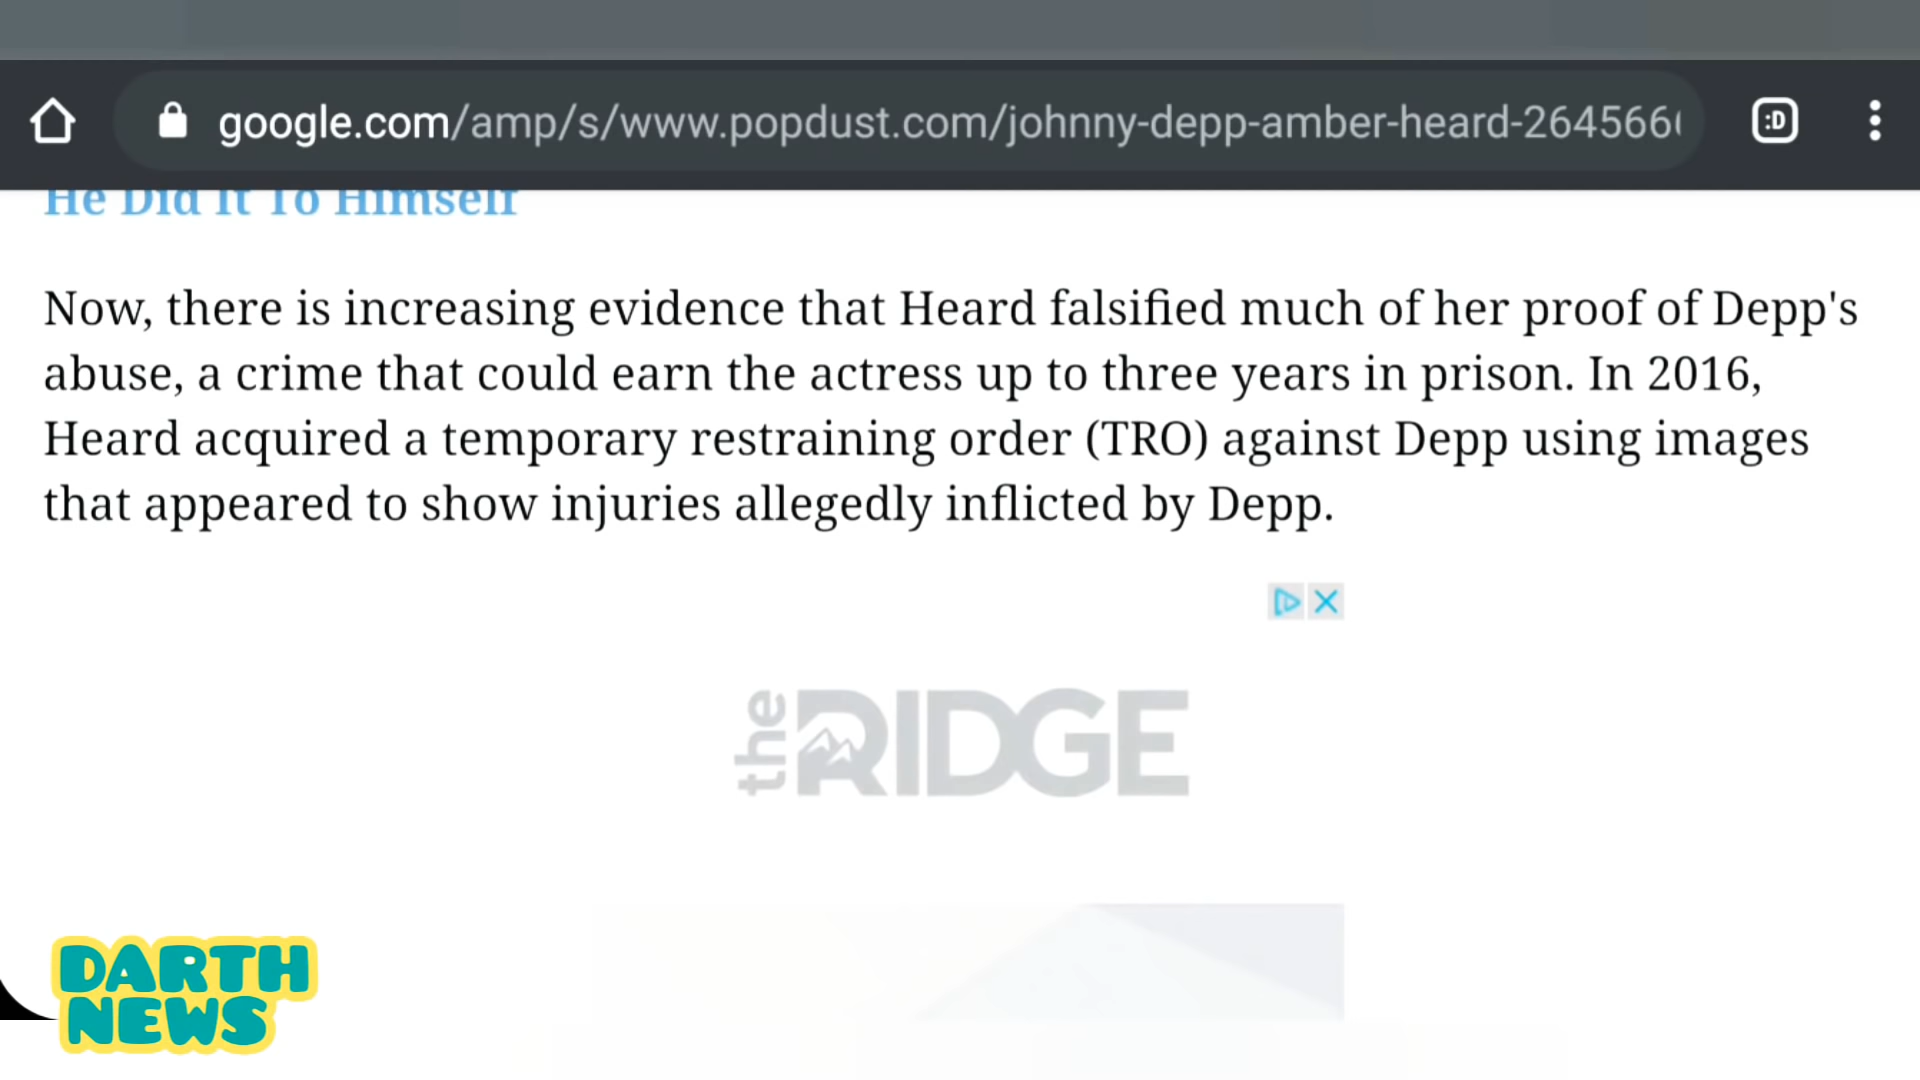 :D
google.com/amp/s/www.popdust.com/johnny-depp-amber-heard-264566
He Did It To Himself
Now, there is increasing evidence that Heard falsified much of her proof of Depp's
abuse, a crime that could earn the actress up to three years in prison. In 2016,
Heard acquired a temporary restraining order (TRO) against Depp using images
that appeared to show injuries allegedly inflicted by Depp.
the RIDGE
DARTH
NEWS